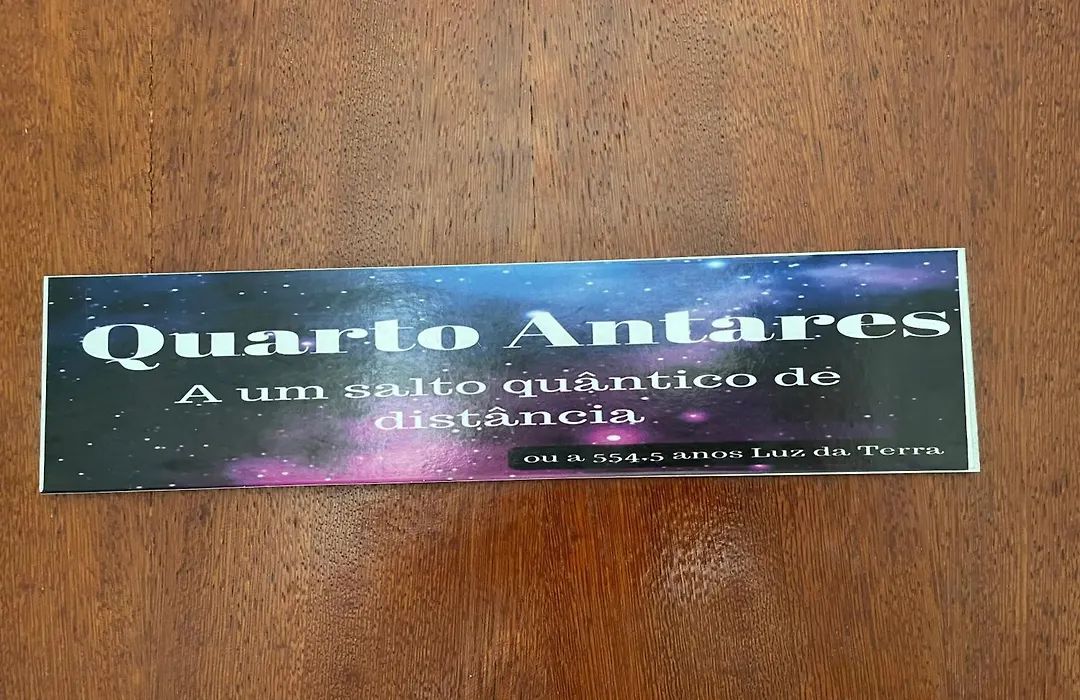 Quarto Antares
A um salto quântico de
distância
ou a 554.5 anos Luz da Terra